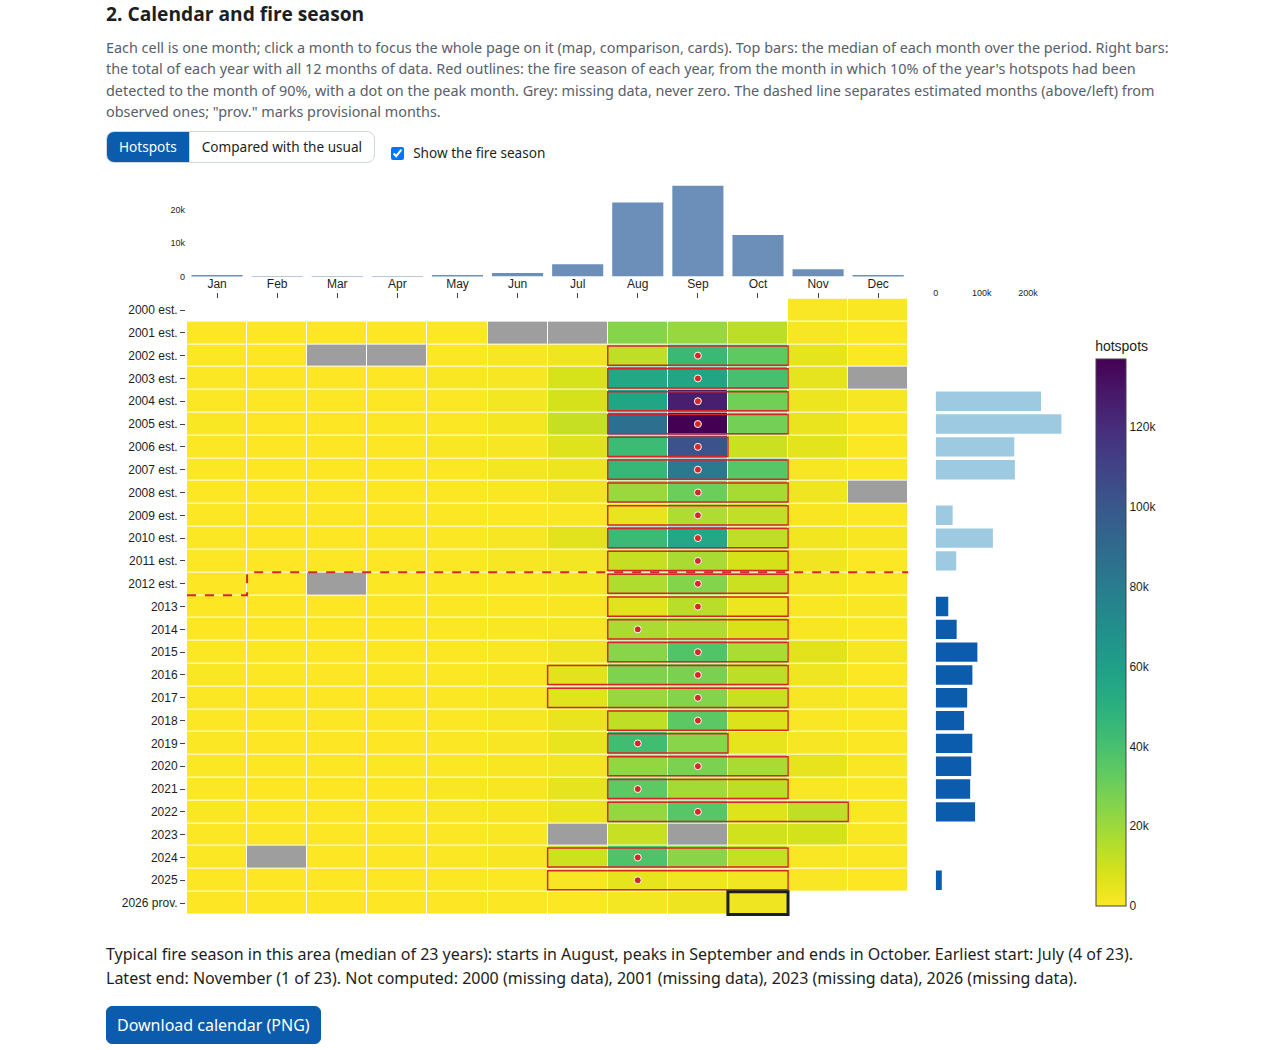 2. Calendar and fire season
Each cell is one month; click a month to focus the whole page on it (map, comparison, cards). Top bars: the median of each month over the period. Right bars:
the total of each year with all 12 months of data. Red outlines: the fire season of each year, from the month in which 10% of the year's hotspots had been
detected to the month of 90%, with a dot on the peak month. Grey: missing data, never zero. The dashed line separates estimated months (above/left) from
observed ones; "prov." marks provisional months.
Hotspots Compared with the usual Show the fire season
20k
10k
0
Jan Feb Mar Apr May Jun Jul Aug Sep Oct Nov Dec
0 100k 200k
2000 est.
2001 est.
2002 est.
2003 est.
2004 est.
2005 est.
2006 est.
2007 est.
2008 est.
2009 est.
2010 est.
2011 est.
2012 est.
2013
2014
2015
2016
2017
2018
2019
2020
2021
2022
2023
2024
2025
2026 prov.
hotspots
120k
100k
80k
60k
40k
20k
0
Typical fire season in this area (median of 23 years): starts in August, peaks in September and ends in October. Earliest start: July (4 of 23).
Latest end: November (1 of 23). Not computed: 2000 (missing data), 2001 (missing data), 2023 (missing data), 2026 (missing data).
Download calendar (PNG)